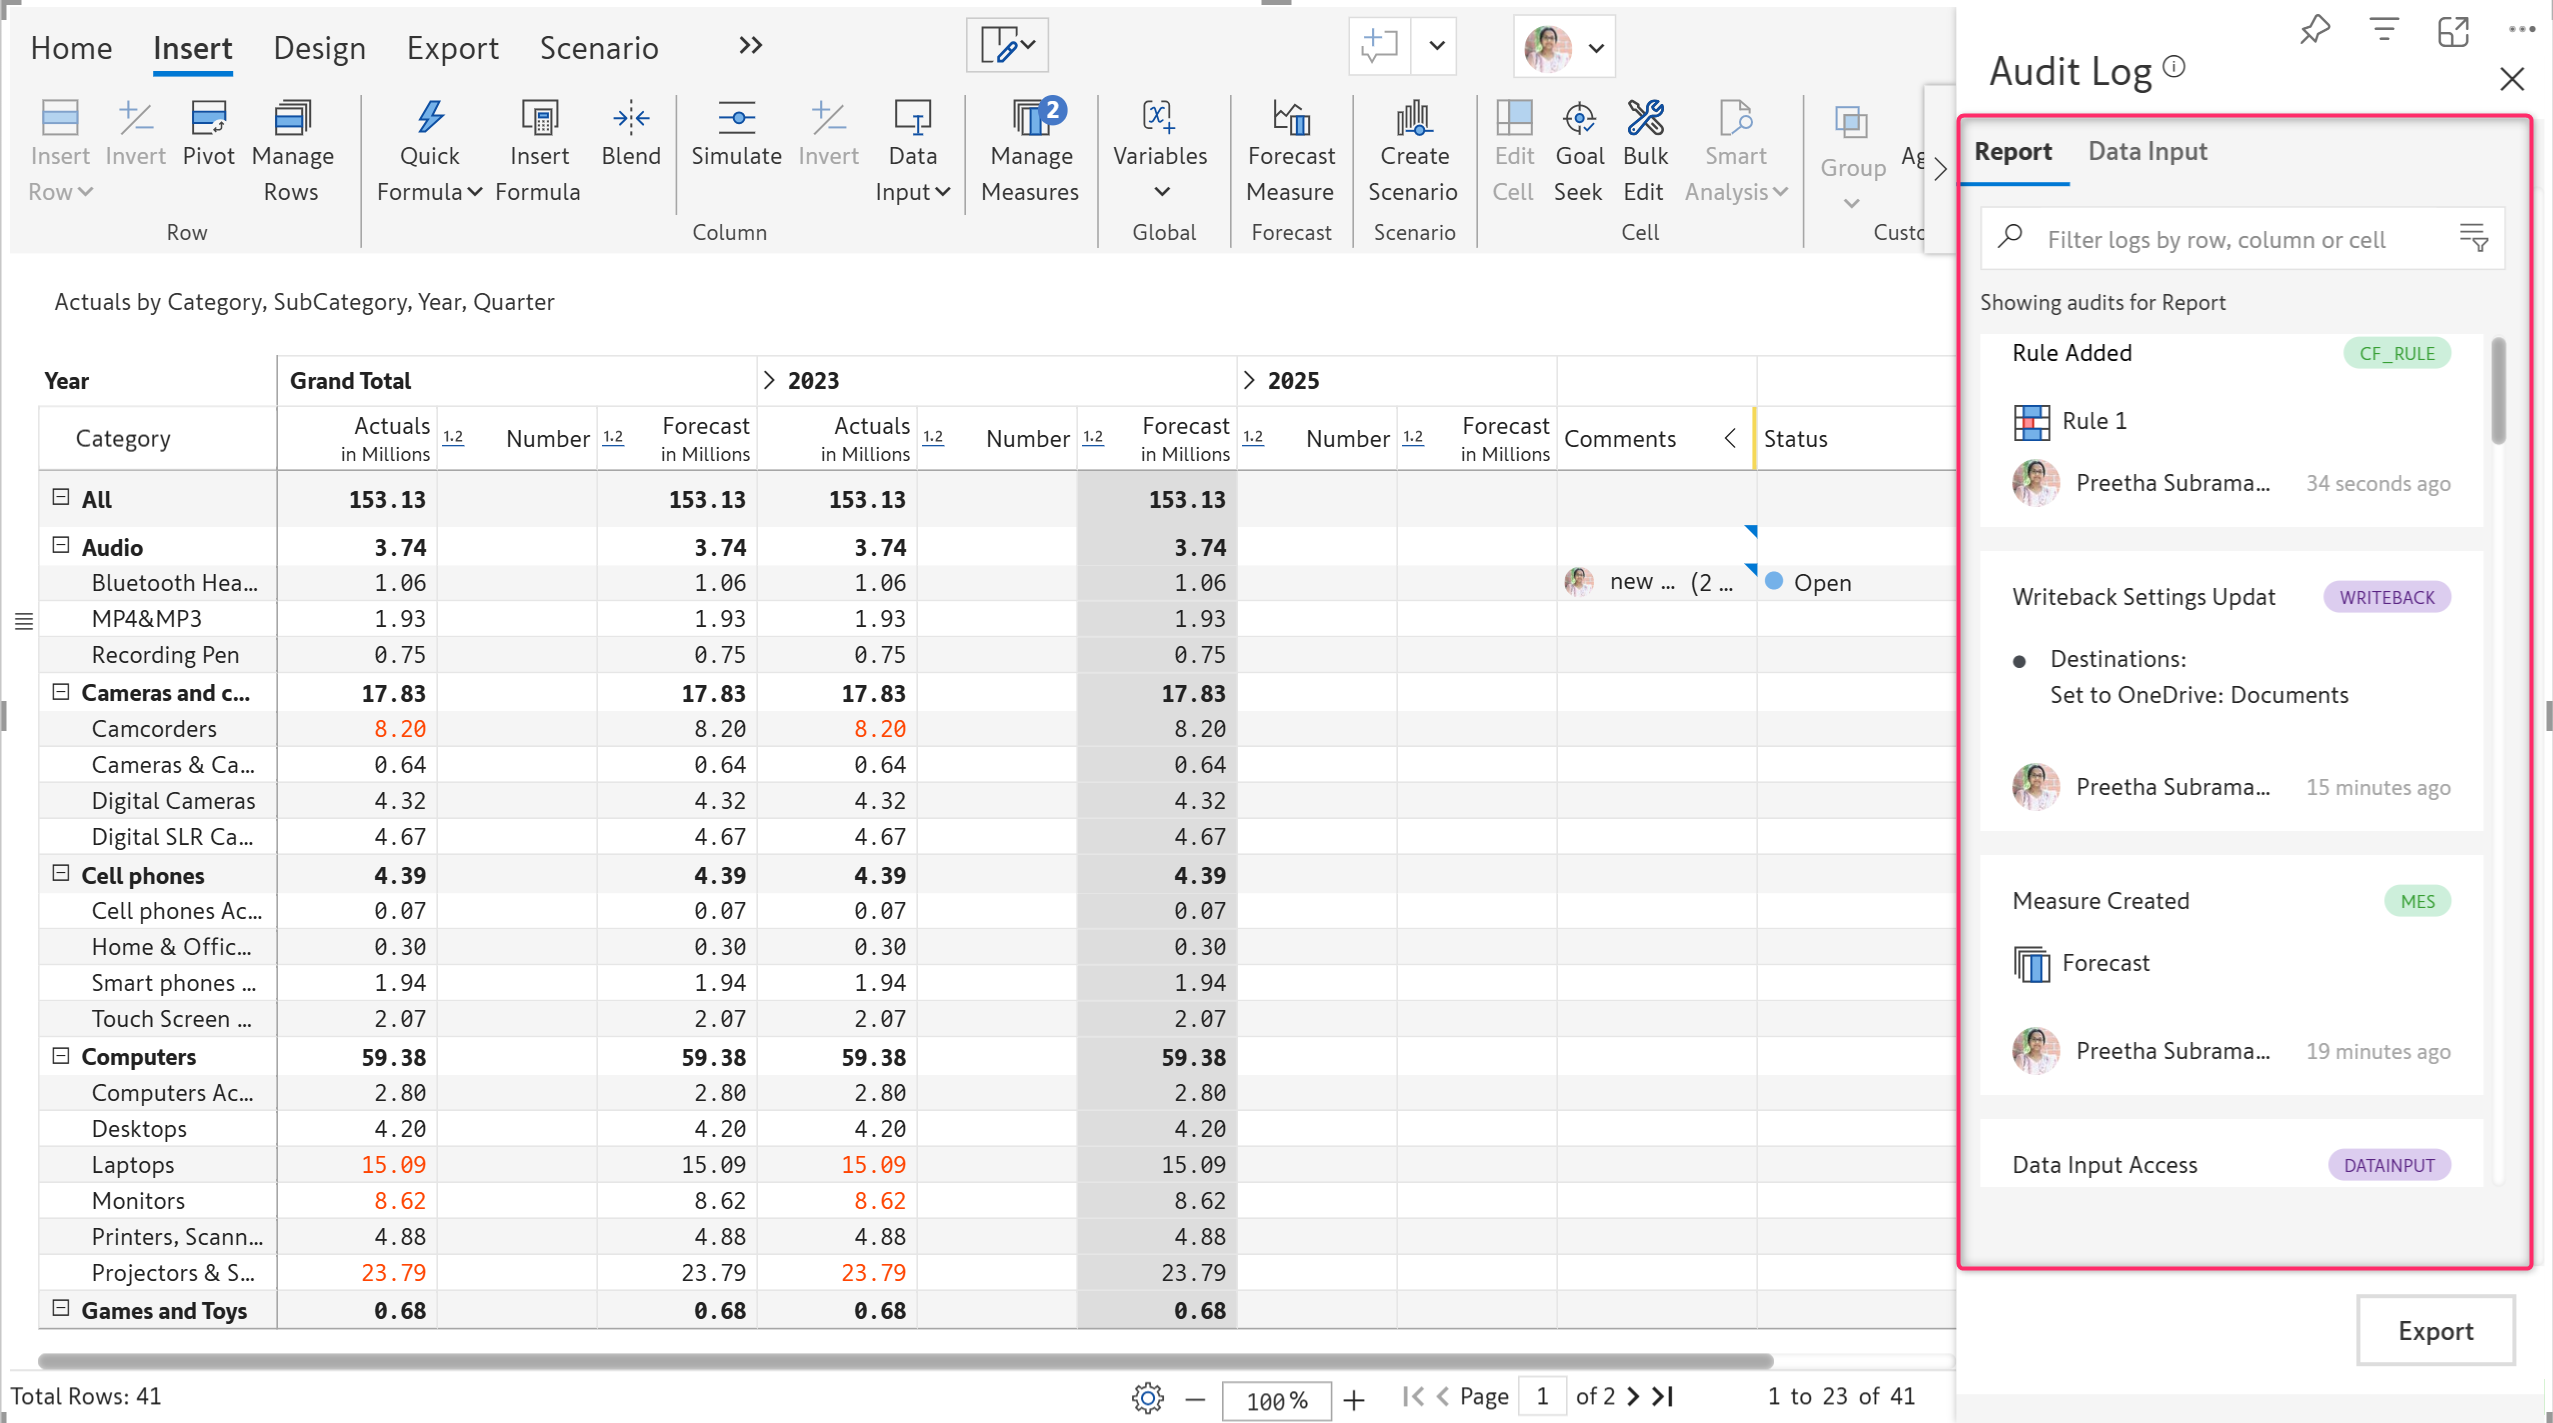 Home Insert Design Export Scenario
Insert Row
Invert
Pivot
Manage Rows
Row
Quick Formula
Insert Formula
Blend
Simulate
Invert
Data Input
Column
Manage Measures
2
Variables
Global
Forecast Measure
Forecast
Create Scenario
Scenario
Edit Cell
Goal Seek
Bulk Edit
Smart Analysis
Cell
Group
Actuals by Category, SubCategory, Year, Quarter
Year Grand Total 2023 2025
Category Actuals in Millions 1.2 Number 1.2 Forecast in Millions Actuals in Millions 1.2 Number 1.2 Forecast in Millions 1.2 Number 1.2 Forecast in Millions Comments Status
All 153.13 153.13 153.13 153.13
Audio 3.74 3.74 3.74 3.74
Bluetooth Hea... 1.06 1.06 1.06 1.06 new ... (2 ... Open
MP4&MP3 1.93 1.93 1.93 1.93
Recording Pen 0.75 0.75 0.75 0.75
Cameras and c... 17.83 17.83 17.83 17.83
Camcorders 8.20 8.20 8.20 8.20
Cameras & Ca... 0.64 0.64 0.64 0.64
Digital Cameras 4.32 4.32 4.32 4.32
Digital SLR Ca... 4.67 4.67 4.67 4.67
Cell phones 4.39 4.39 4.39 4.39
Cell phones Ac... 0.07 0.07 0.07 0.07
Home & Offic... 0.30 0.30 0.30 0.30
Smart phones ... 1.94 1.94 1.94 1.94
Touch Screen ... 2.07 2.07 2.07 2.07
Computers 59.38 59.38 59.38 59.38
Computers Ac... 2.80 2.80 2.80 2.80
Desktops 4.20 4.20 4.20 4.20
Laptops 15.09 15.09 15.09 15.09
Monitors 8.62 8.62 8.62 8.62
Printers, Scann... 4.88 4.88 4.88 4.88
Projectors & S... 23.79 23.79 23.79 23.79
Games and Toys 0.68 0.68 0.68 0.68
Total Rows: 41
100 %
Page 1 of 2
1 to 23 of 41
Audit Log
Report Data Input
Filter logs by row, column or cell
Showing audits for Report
Rule Added CF_RULE
Rule 1
Preetha Subrama... 34 seconds ago
Writeback Settings Updat WRITEBACK
Destinations:
Set to OneDrive: Documents
Preetha Subrama... 15 minutes ago
Measure Created MES
Forecast
Preetha Subrama... 19 minutes ago
Data Input Access DATAINPUT
Export